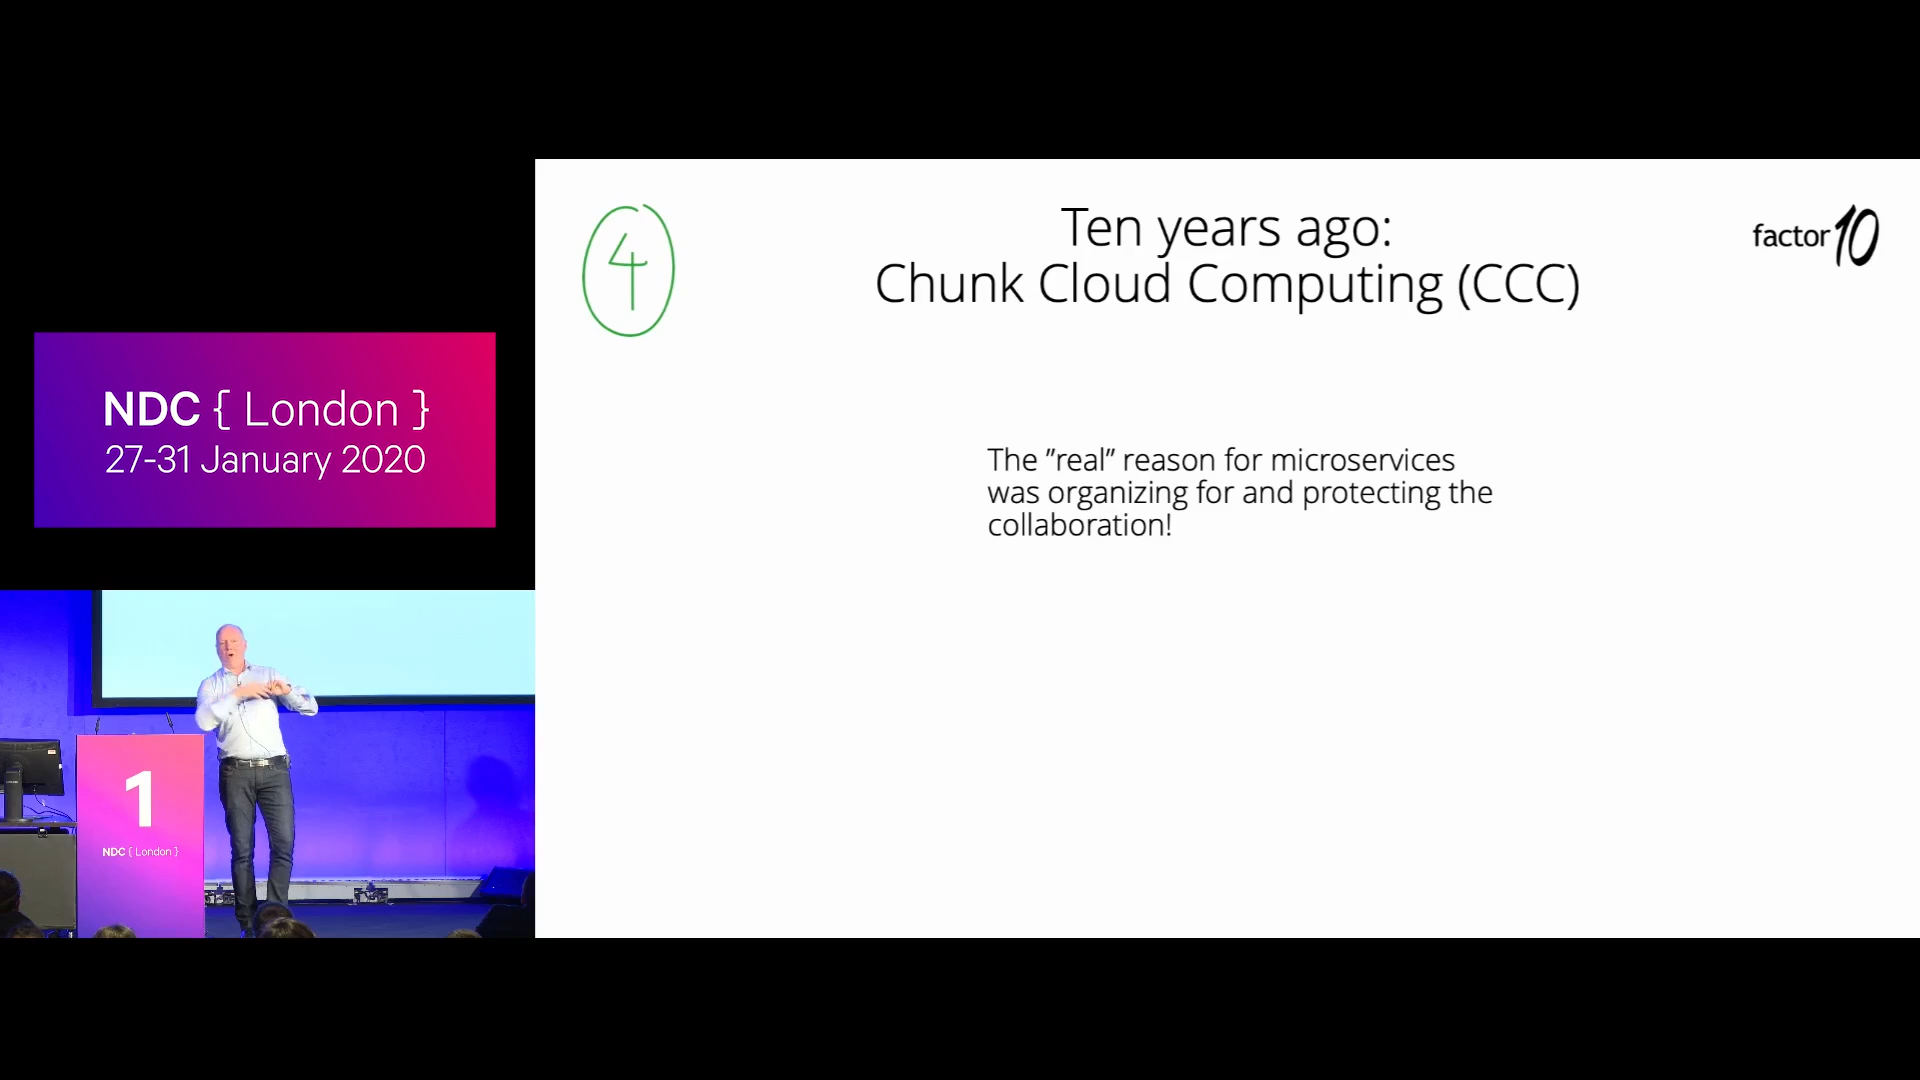 NDC { London }
27-31 January 2020
1
NDC { London }
4
Ten years ago:
Chunk Cloud Computing (CCC)
factor10
The ”real” reason for microservices
was organizing for and protecting the
collaboration!